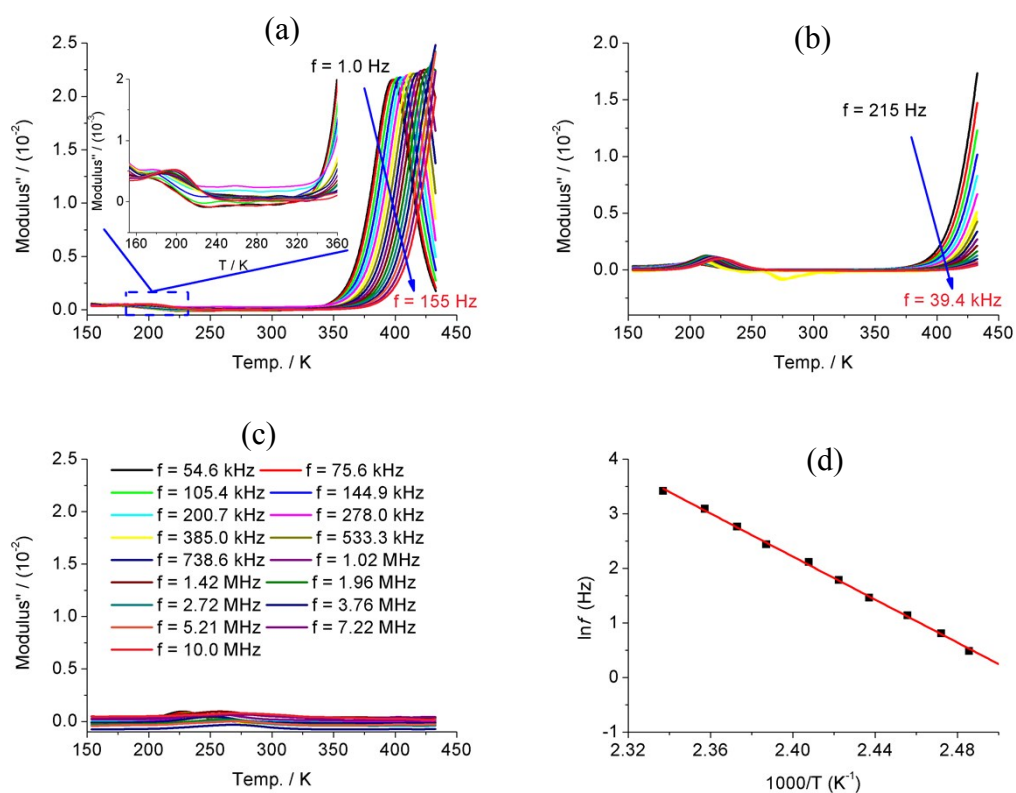 (a)
2.5
2.0
1.5
1.0
0.5
0.0
Modulus'' / (10⁻²)
150 200 250 300 350 400 450
Temp. / K
f = 1.0 Hz
f = 155 Hz
2
1
0
Modulus'' / (10⁻³)
160 200 240 280 320 360
T / K
(b)
2.0
1.5
1.0
0.5
0.0
Modulus'' / (10⁻²)
150 200 250 300 350 400 450
Temp. / K
f = 215 Hz
f = 39.4 kHz
(c)
2.5
2.0
1.5
1.0
0.5
0.0
Modulus'' / (10⁻²)
f = 54.6 kHz f = 75.6 kHz
f = 105.4 kHz f = 144.9 kHz
f = 200.7 kHz f = 278.0 kHz
f = 385.0 kHz f = 533.3 kHz
f = 738.6 kHz f = 1.02 MHz
f = 1.42 MHz f = 1.96 MHz
f = 2.72 MHz f = 3.76 MHz
f = 5.21 MHz f = 7.22 MHz
f = 10.0 MHz
150 200 250 300 350 400 450
Temp. / K
(d)
4
3
2
1
0
-1
lnf (Hz)
2.32 2.36 2.40 2.44 2.48
1000/T (K⁻¹)